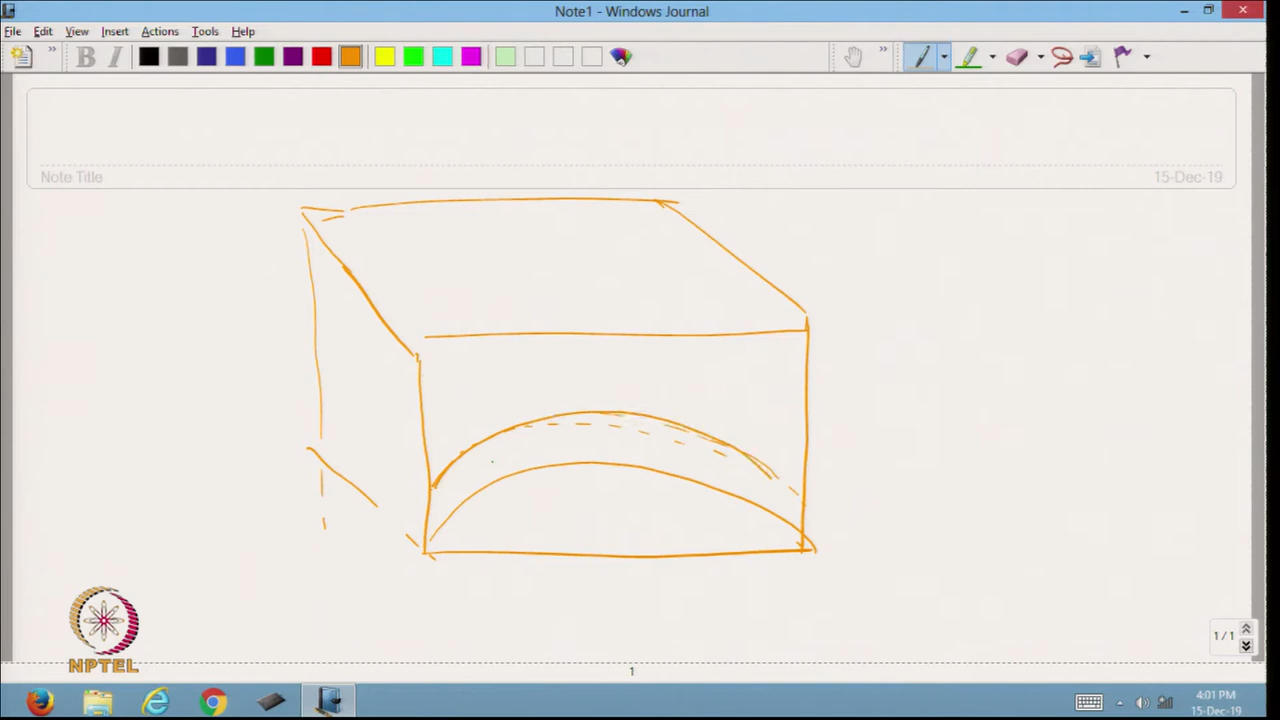 Note1 - Windows Journal
File Edit View Insert Actions Tools Help
B I
Note Title
15-Dec-19
1 / 1
NPTEL
1
4:01 PM
15-Dec-19